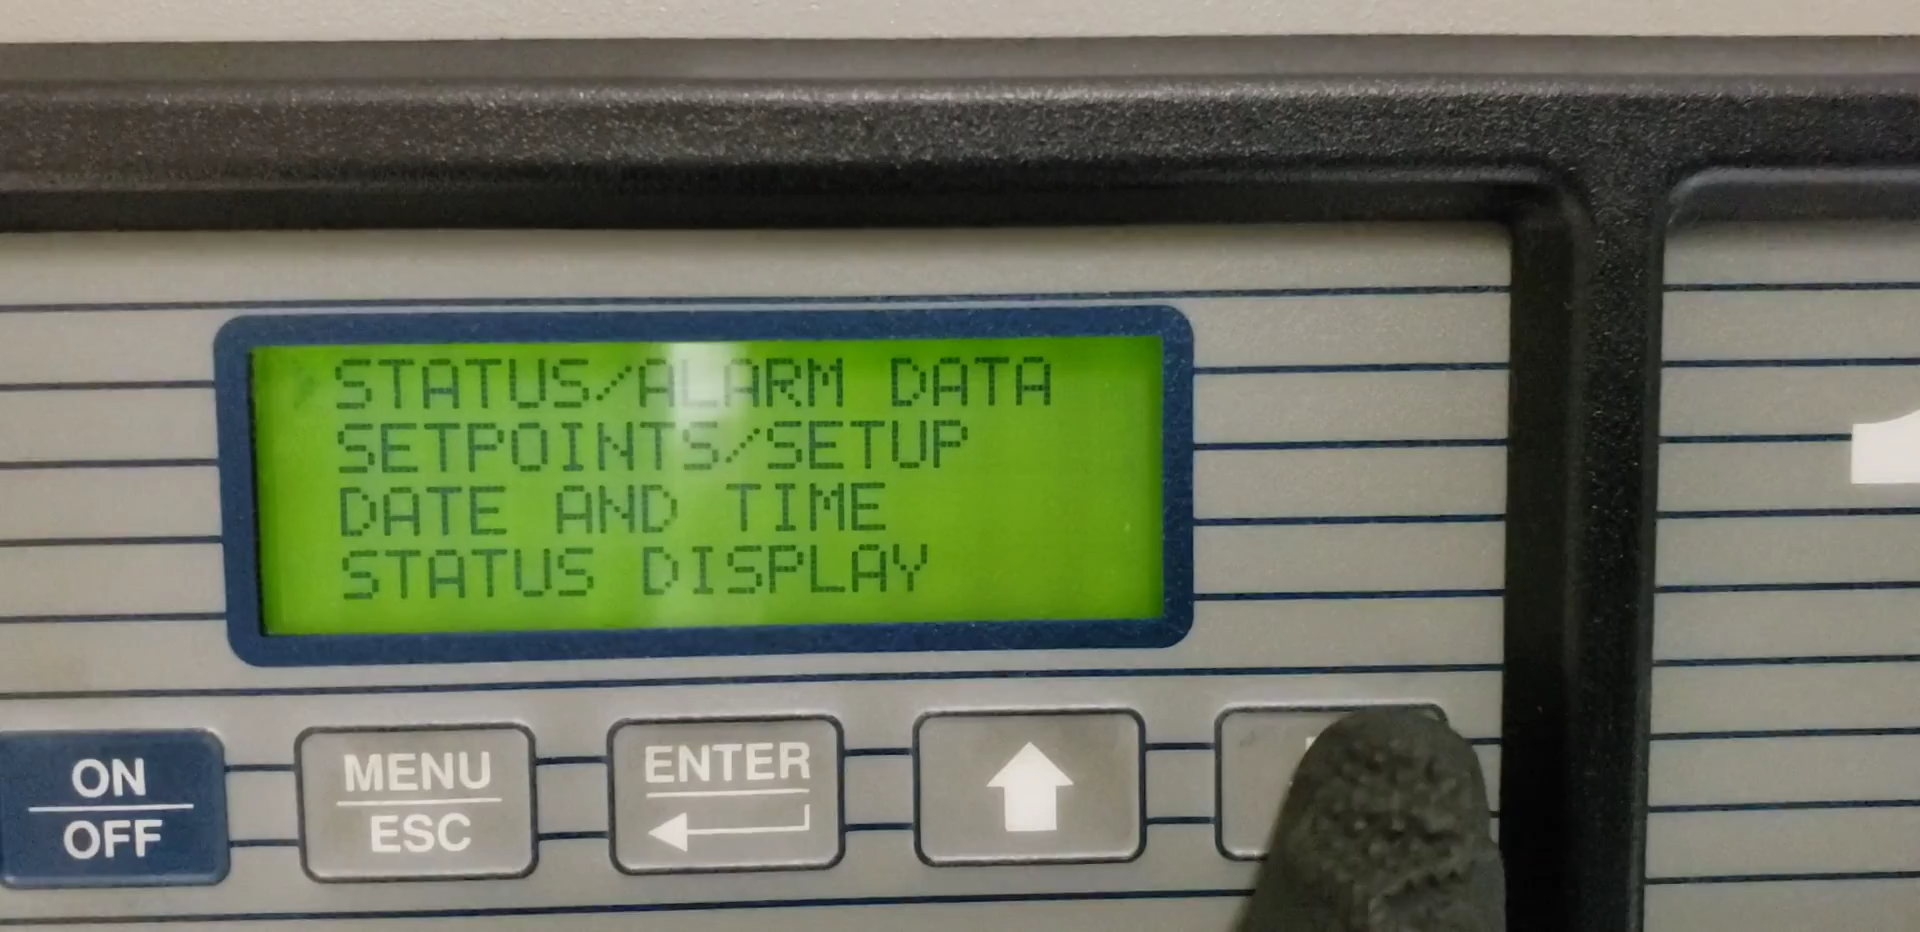 STATUS/ALARM DATA
SETPOINTS/SETUP
DATE AND TIME
STATUS DISPLAY
ON
OFF
MENU
ESC
ENTER